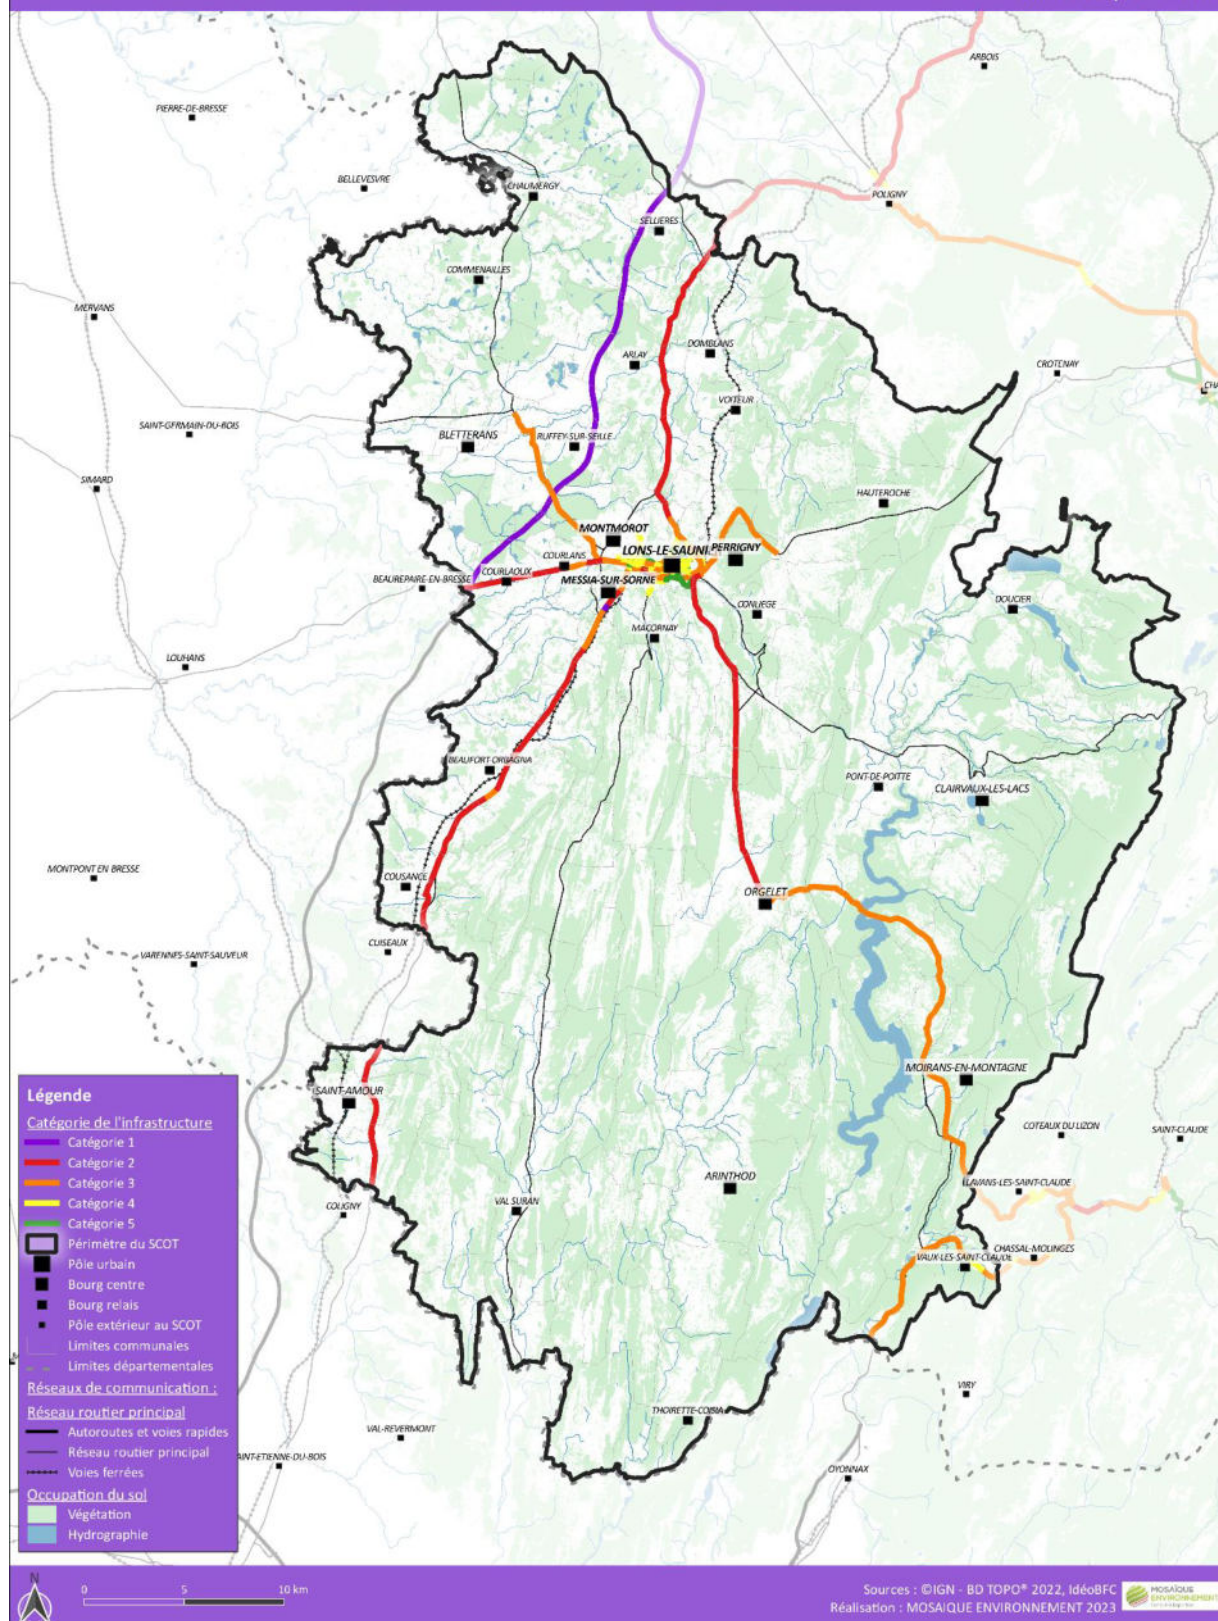 ARBOIS
PIERRE-DE-BRESSE
BELLEVESVRE
CHAUMERGY
POLIGNY
SELLIERES
COMMENAILLES
MERVANS
DOMBLANS
ARLAY
CROTENAY
CHA
VOITEUR
SAINT-GERMAIN-DU-BOIS
BLETTERANS
RUFFEY-SUR-SEILLE
SIMARD
HAUTEROCHE
MONTMOROT
LONS-LE-SAUNI
PERRIGNY
COURLANS
COURLAOUX
BEAUREPAIRE-EN-BRESSE
MESSIA-SUR-SORNE
DOUCIER
CONLIEGE
MACORNAY
LOUHANS
BEAUFORT-ORBAGNA
PONT-DE-POITTE
CLAIRVAUX-LES-LACS
MONTPONT EN BRESSE
COUSANCE
ORGELET
CUISEAUX
VARENNES-SAINT-SAUVEUR
MOIRANS-EN-MONTAGNE
SAINT-AMOUR
COTEAUX DU LIZON
SAINT-CLAUDE
ARINTHOD
LAVANS-LES-SAINT-CLAUDE
VAL SURAN
COLIGNY
CHASSAL-MOLINGES
VAUX-LES-SAINT-CLAUDE
VIRY
THOIRETTE-COISIA
VAL-REVERMONT
AINT-ETIENNE-DU-BOIS
OYONNAX
Légende
Catégorie de l'infrastructure
Catégorie 1
Catégorie 2
Catégorie 3
Catégorie 4
Catégorie 5
Périmètre du SCOT
Pôle urbain
Bourg centre
Bourg relais
Pôle extérieur au SCOT
Limites communales
Limites départementales
Réseaux de communication :
Réseau routier principal
Autoroutes et voies rapides
Réseau routier principal
Voies ferrées
Occupation du sol
Végétation
Hydrographie
N
0 5 10 km
Sources : ©IGN - BD TOPO® 2022, IdéoBFC
Réalisation : MOSAIQUE ENVIRONNEMENT 2023
MOSAÏQUE
ENVIRONNEMENT